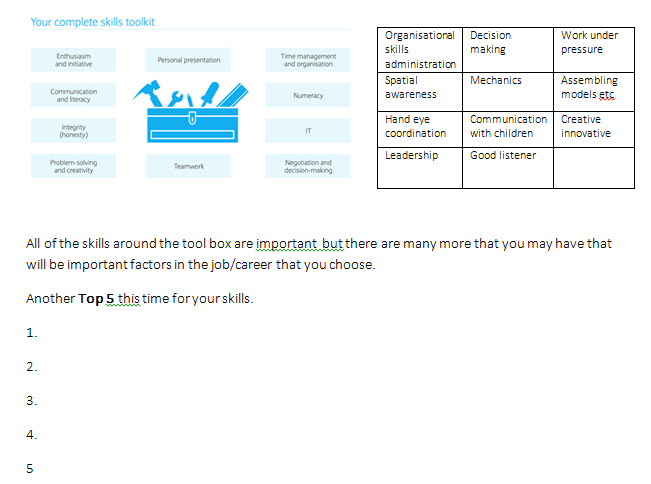 Your complete skills toolkit
Enthusiasm
and initiative
Personal presentation
Time management
and organisation
Communication
and literacy
Numeracy
Integrity
(honesty)
IT
Problem-solving
and creativity
Teamwork
Negotiation and
decision-making
Organisational
skills
administration
Decision
making
Work under
pressure
Spatial
awareness
Mechanics
Assembling
models etc
Hand eye
coordination
Communication
with children
Creative
innovative
Leadership
Good listener
All of the skills around the tool box are important but there are many more that you may have that
will be important factors in the job/career that you choose.
Another Top 5 this time for your skills.
1.
2.
3.
4.
5